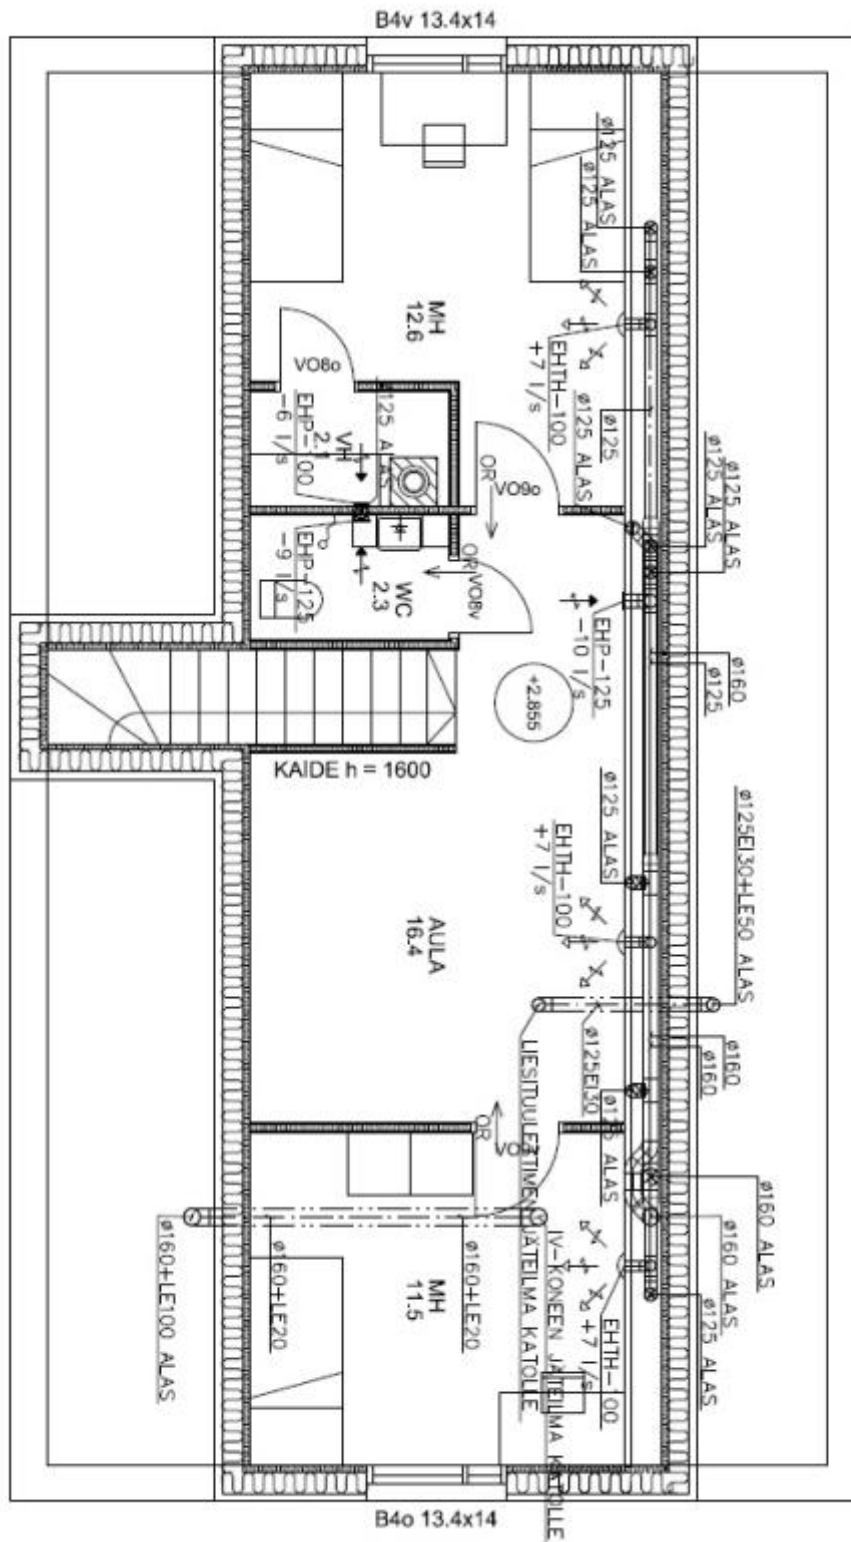 B4v 13.4x14
ø125 ALAS
ø125 ALAS
MH
12.6
EHTH-100
+7 l/s
ø125 ALAS
ø125
ø125 ALAS
ø125 ALAS
VO8o
EHP-100
-6 l/s
VH
OR
VO9o
EHP-125
-9 l/s
WC
2.3
OR
VO8v
EHP-125
-10 l/s
+2.855
ø160
ø125
KAIDE h = 1600
ø125 ALAS
EHTH-100
+7 l/s
ø125EI30+LE50 ALAS
AULA
16.4
ø125EI30
LIESITUULETTIMEN JÄTEILMA KATOLLE
ø160
ø160
OR
ALAS
ø160 ALAS
ø160 ALAS
ø125 ALAS
ø160+LE100 ALAS
ø160+LE20
ø160+LE20
MH
11.5
IV-KONEEN JÄTEILMA KATOLLE
EHTH-100
+7 l/s
B4o 13.4x14